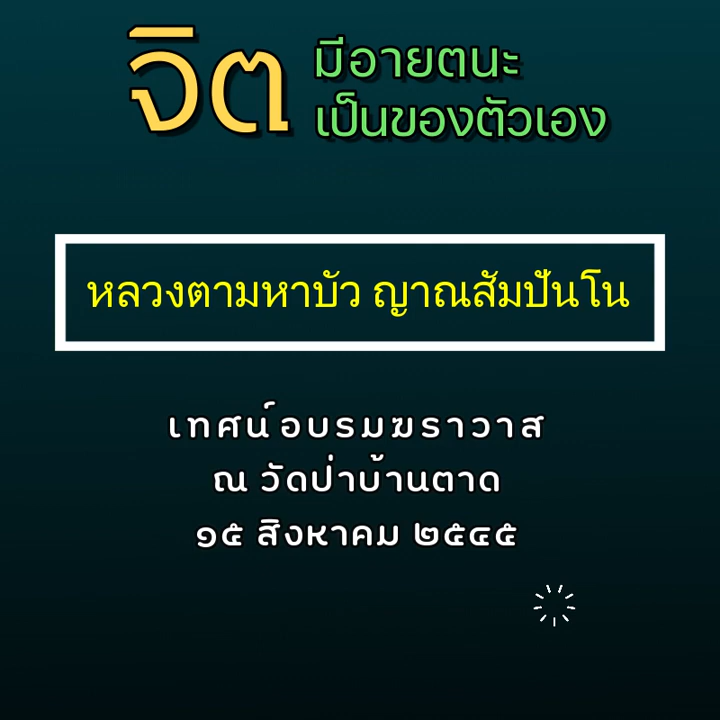 จิต มีอายตนะ
เป็นของตัวเอง
หลวงตามหาบัว ญาณสัมปันโน
เทศน์อบรมฆราวาส
ณ วัดป่าบ้านตาด
๑๕ สิงหาคม ๒๕๔๕